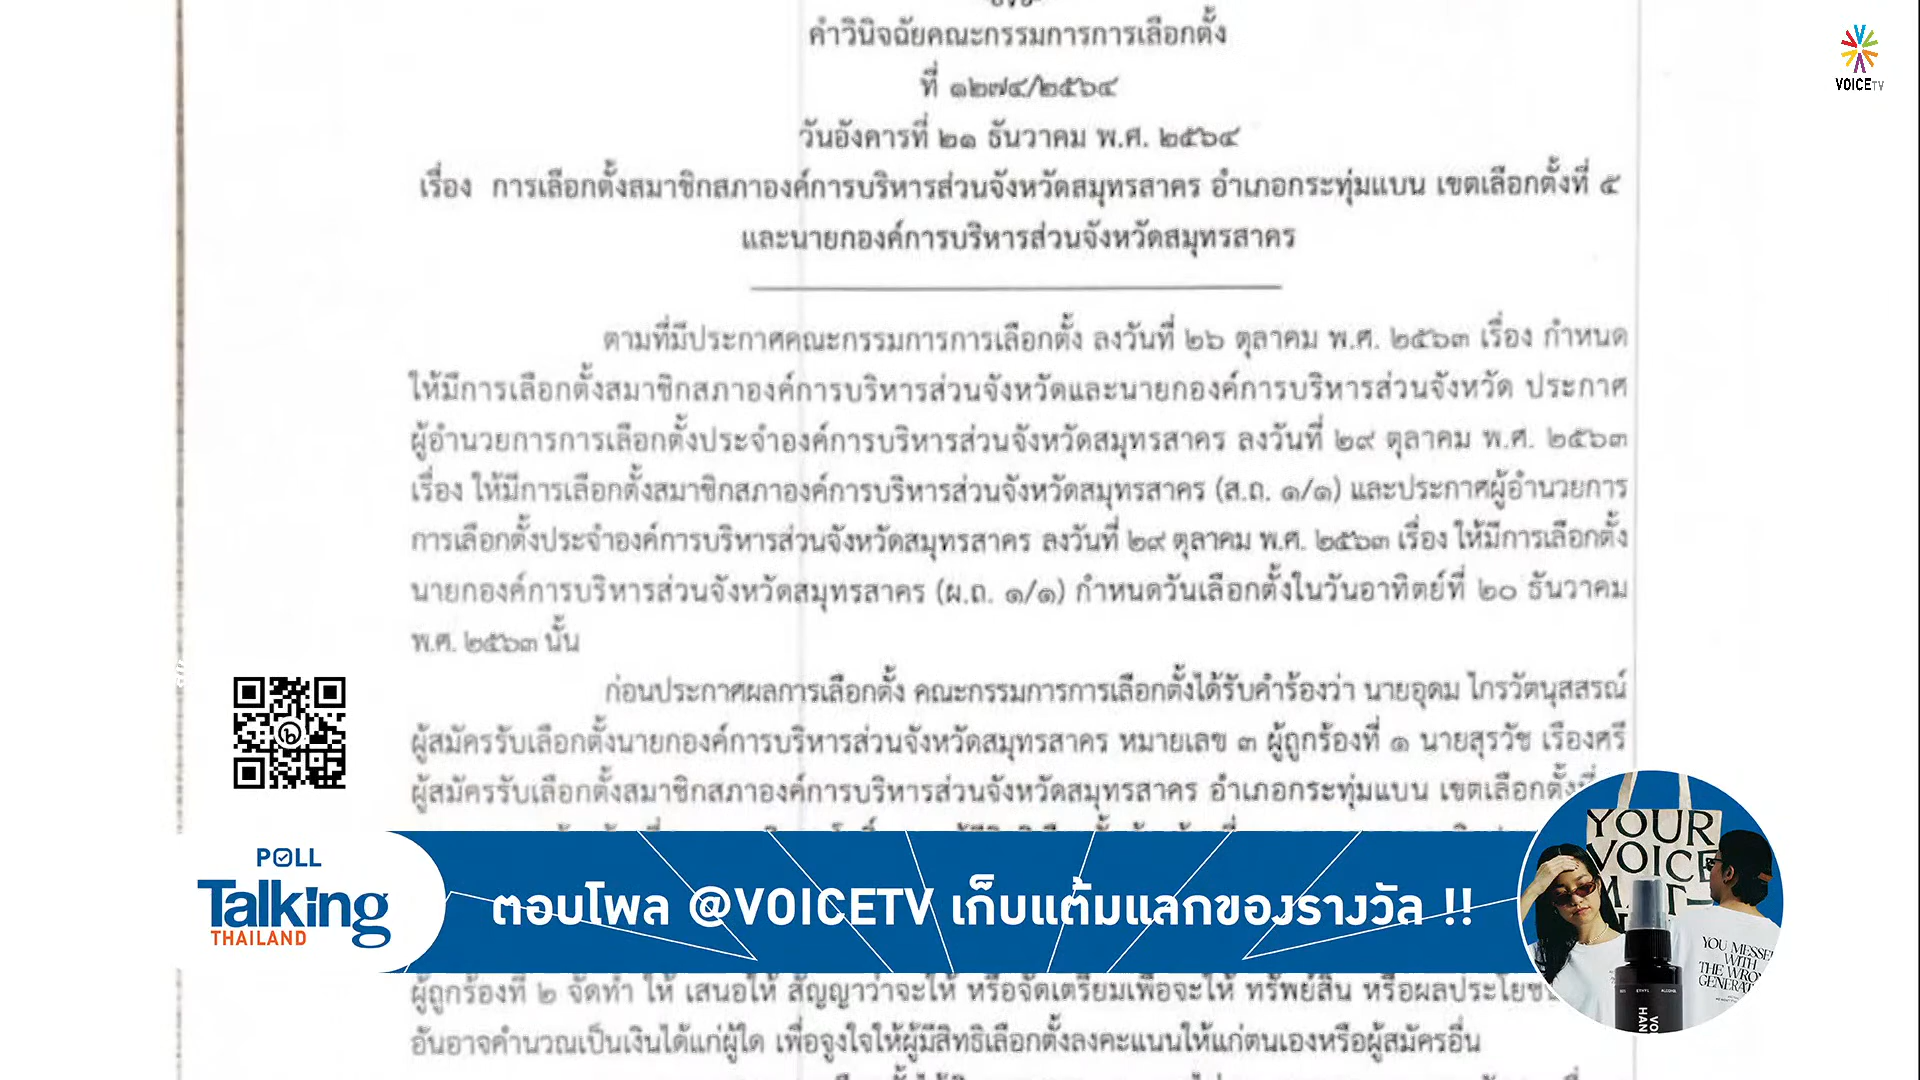 คำวินิจฉัยคณะกรรมการการเลือกตั้ง
ที่ ๑๒๗๔/๒๕๖๔
วันอังคารที่ ๒๑ ธันวาคม พ.ศ. ๒๕๖๔
เรื่อง การเลือกตั้งสมาชิกสภาองค์การบริหารส่วนจังหวัดสมุทรสาคร อำเภอกระทุ่มแบน เขตเลือกตั้งที่ ๕
และนายกองค์การบริหารส่วนจังหวัดสมุทรสาคร
ตามที่มีประกาศคณะกรรมการการเลือกตั้ง ลงวันที่ ๒๖ ตุลาคม พ.ศ. ๒๕๖๓ เรื่อง กำหนด
ให้มีการเลือกตั้งสมาชิกสภาองค์การบริหารส่วนจังหวัดและนายกองค์การบริหารส่วนจังหวัด ประกาศ
ผู้อำนวยการการเลือกตั้งประจำองค์การบริหารส่วนจังหวัดสมุทรสาคร ลงวันที่ ๒๙ ตุลาคม พ.ศ. ๒๕๖๓
เรื่อง ให้มีการเลือกตั้งสมาชิกสภาองค์การบริหารส่วนจังหวัดสมุทรสาคร (ส.ถ. ๑/๑) และประกาศผู้อำนวยการ
การเลือกตั้งประจำองค์การบริหารส่วนจังหวัดสมุทรสาคร ลงวันที่ ๒๙ ตุลาคม พ.ศ. ๒๕๖๓ เรื่อง ให้มีการเลือกตั้ง
นายกองค์การบริหารส่วนจังหวัดสมุทรสาคร (ผ.ถ. ๑/๑) กำหนดวันเลือกตั้งในวันอาทิตย์ที่ ๒๐ ธันวาคม
พ.ศ. ๒๕๖๓ นั้น
ก่อนประกาศผลการเลือกตั้ง คณะกรรมการการเลือกตั้งได้รับคำร้องว่า นายอุดม ไกรวัตนุสสรณ์
ผู้สมัครรับเลือกตั้งนายกองค์การบริหารส่วนจังหวัดสมุทรสาคร หมายเลข ๓ ผู้ถูกร้องที่ ๑ นายสุรวัช เรืองศรี
ผู้สมัครรับเลือกตั้งสมาชิกสภาองค์การบริหารส่วนจังหวัดสมุทรสาคร อำเภอกระทุ่มแบน เขตเลือกตั้งที่
ผู้ถูกร้องที่ ๒ จัดทำ ให้ เสนอให้ สัญญาว่าจะให้ หรือจัดเตรียมเพื่อจะให้ ทรัพย์สิน หรือผลประโยชน์
อันอาจคำนวณเป็นเงินได้แก่ผู้ใด เพื่อจูงใจให้ผู้มีสิทธิเลือกตั้งลงคะแนนให้แก่ตนเองหรือผู้สมัครอื่น
VOICE TV
POLL
Talking
THAILAND
ตอบโพล @VOICETV เก็บแต้มแลกของรางวัล !!
YOUR
VOICE
YOU MESSED
WITH
THE WRONG
GENERATION